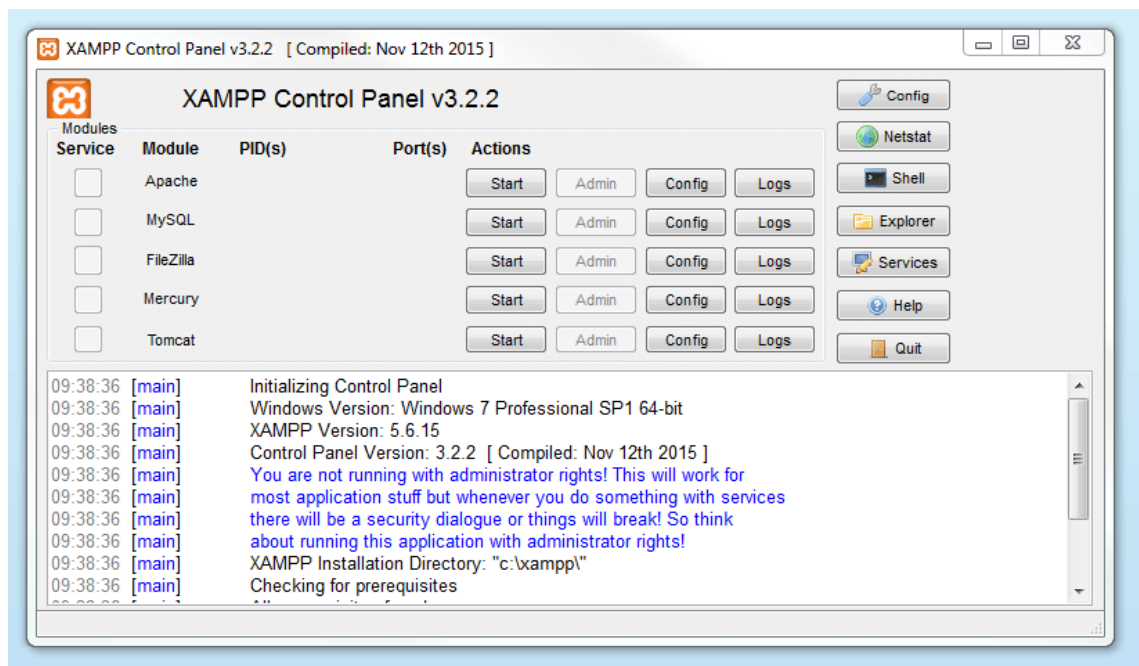 XAMPP Control Panel v3.2.2 [ Compiled: Nov 12th 2015 ]
XAMPP Control Panel v3.2.2
Config
Modules
Netstat
Service Module PID(s) Port(s) Actions
Apache Start Admin Config Logs
Shell
MySQL Start Admin Config Logs
Explorer
FileZilla Start Admin Config Logs
Services
Mercury Start Admin Config Logs
Help
Tomcat Start Admin Config Logs
Quit
09:38:36 [main] Initializing Control Panel
09:38:36 [main] Windows Version: Windows 7 Professional SP1 64-bit
09:38:36 [main] XAMPP Version: 5.6.15
09:38:36 [main] Control Panel Version: 3.2.2 [ Compiled: Nov 12th 2015 ]
09:38:36 [main] You are not running with administrator rights! This will work for
09:38:36 [main] most application stuff but whenever you do something with services
09:38:36 [main] there will be a security dialogue or things will break! So think
09:38:36 [main] about running this application with administrator rights!
09:38:36 [main] XAMPP Installation Directory: "c:\xampp\"
09:38:36 [main] Checking for prerequisites